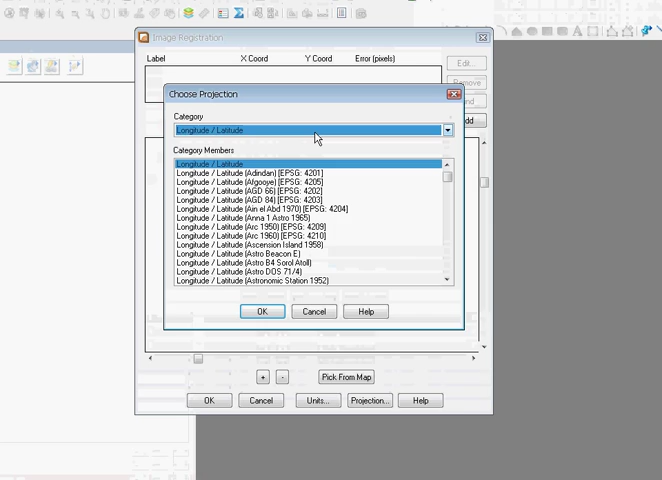 Image Registration
Label X Coord Y Coord Error (pixels)
Edit...
Remove
Choose Projection
Category
Longitude / Latitude
Category Members
Longitude / Latitude
Longitude / Latitude (Adindan) [EPSG: 4201]
Longitude / Latitude (Afgooye) [EPSG: 4205]
Longitude / Latitude (AGD 66) [EPSG: 4202]
Longitude / Latitude (AGD 84) [EPSG: 4203]
Longitude / Latitude (Ain el Abd 1970) [EPSG: 4204]
Longitude / Latitude (Anna 1 Astro 1965)
Longitude / Latitude (Arc 1950) [EPSG: 4209]
Longitude / Latitude (Arc 1960) [EPSG: 4210]
Longitude / Latitude (Ascension Island 1958)
Longitude / Latitude (Astro Beacon E)
Longitude / Latitude (Astro B4 Sorol Atoll)
Longitude / Latitude (Astro DOS 71/4)
Longitude / Latitude (Astronomic Station 1952)
OK Cancel Help
+ - Pick From Map
OK Cancel Units... Projection... Help